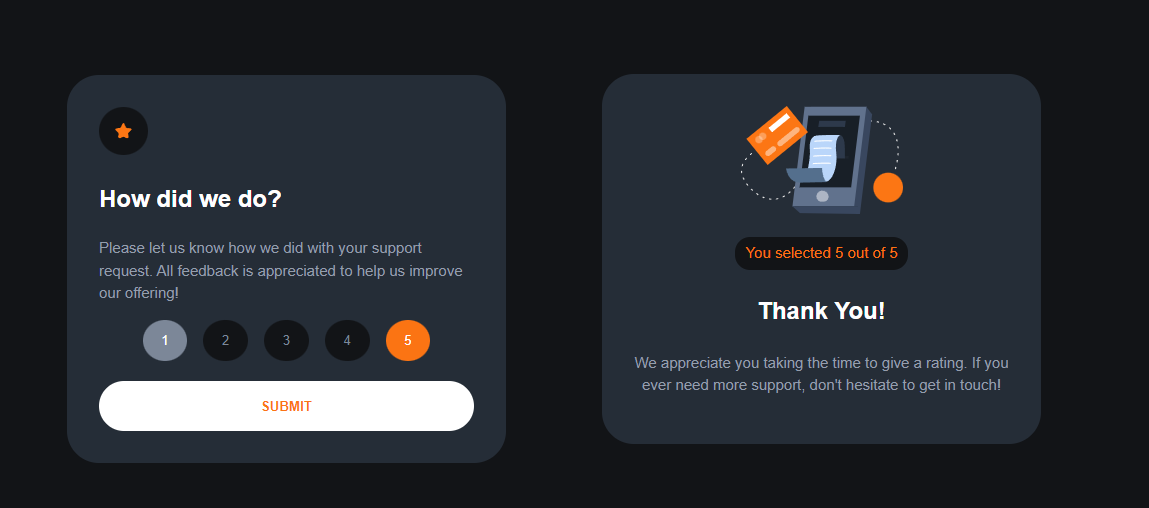 How did we do?
Please let us know how we did with your support
request. All feedback is appreciated to help us improve
our offering!
1 2 3 4 5
SUBMIT
You selected 5 out of 5
Thank You!
We appreciate you taking the time to give a rating. If you
ever need more support, don't hesitate to get in touch!